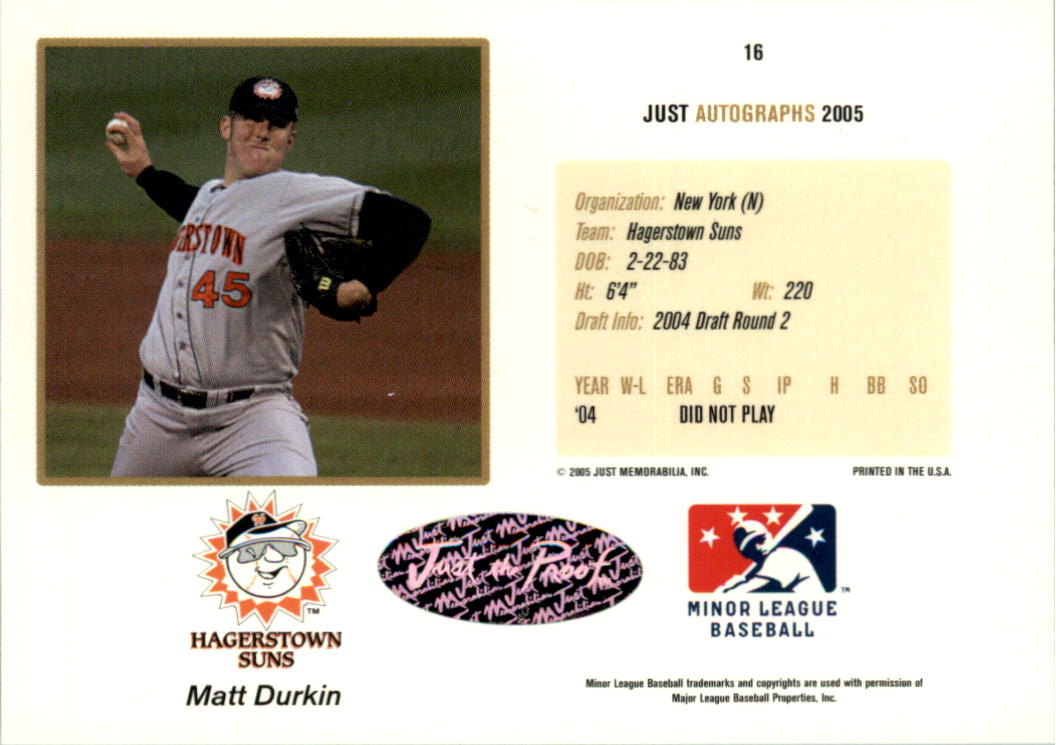 16
JUST AUTOGRAPHS 2005
ERSTOWN
45
Organization: New York (N)
Team: Hagerstown Suns
DOB: 2-22-83
Ht: 6'4" Wt: 220
Draft Info: 2004 Draft Round 2
YEAR W-L ERA G S IP H BB SO
'04 DID NOT PLAY
© 2005 JUST MEMORABILIA, INC. PRINTED IN THE U.S.A.
H
TM
HAGERSTOWN
SUNS
Just the Proof
TM
MINOR LEAGUE
BASEBALL
Matt Durkin
Minor League Baseball trademarks and copyrights are used with permission of
Major League Baseball Properties, Inc.